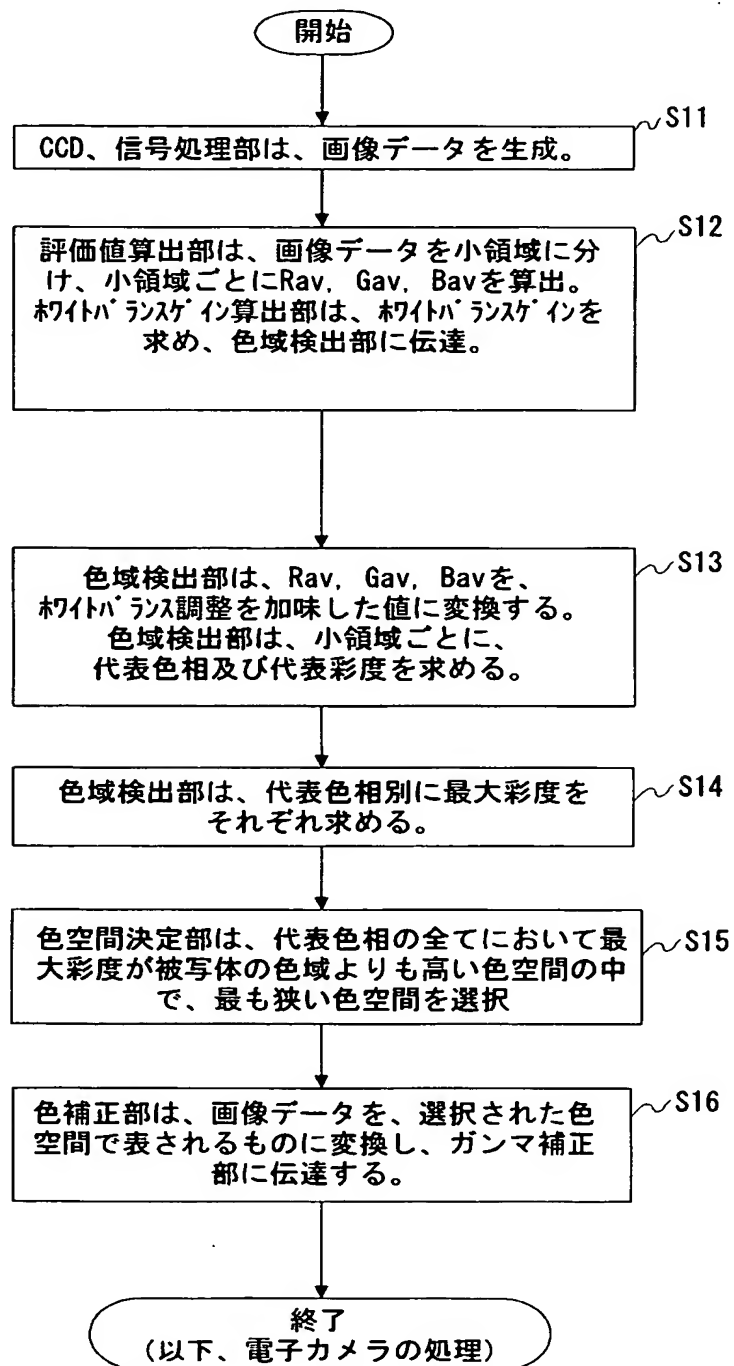 開始
S11
CCD、信号処理部は、画像データを生成。
S12
評価値算出部は、画像データを小領域に分
け、小領域ごとにRav, Gav, Bavを算出。
ﾎﾜｲﾄﾊﾞﾗﾝｽｹﾞｲﾝ算出部は、ﾎﾜｲﾄﾊﾞﾗﾝｽｹﾞｲﾝを
求め、色域検出部に伝達。
S13
色域検出部は、Rav, Gav, Bavを、
ﾎﾜｲﾄﾊﾞﾗﾝｽ調整を加味した値に変換する。
色域検出部は、小領域ごとに、
代表色相及び代表彩度を求める。
S14
色域検出部は、代表色相別に最大彩度を
それぞれ求める。
S15
色空間決定部は、代表色相の全てにおいて最
大彩度が被写体の色域よりも高い色空間の中
で、最も狭い色空間を選択
S16
色補正部は、画像データを、選択された色
空間で表されるものに変換し、ガンマ補正
部に伝達する。
終了
(以下、電子カメラの処理)